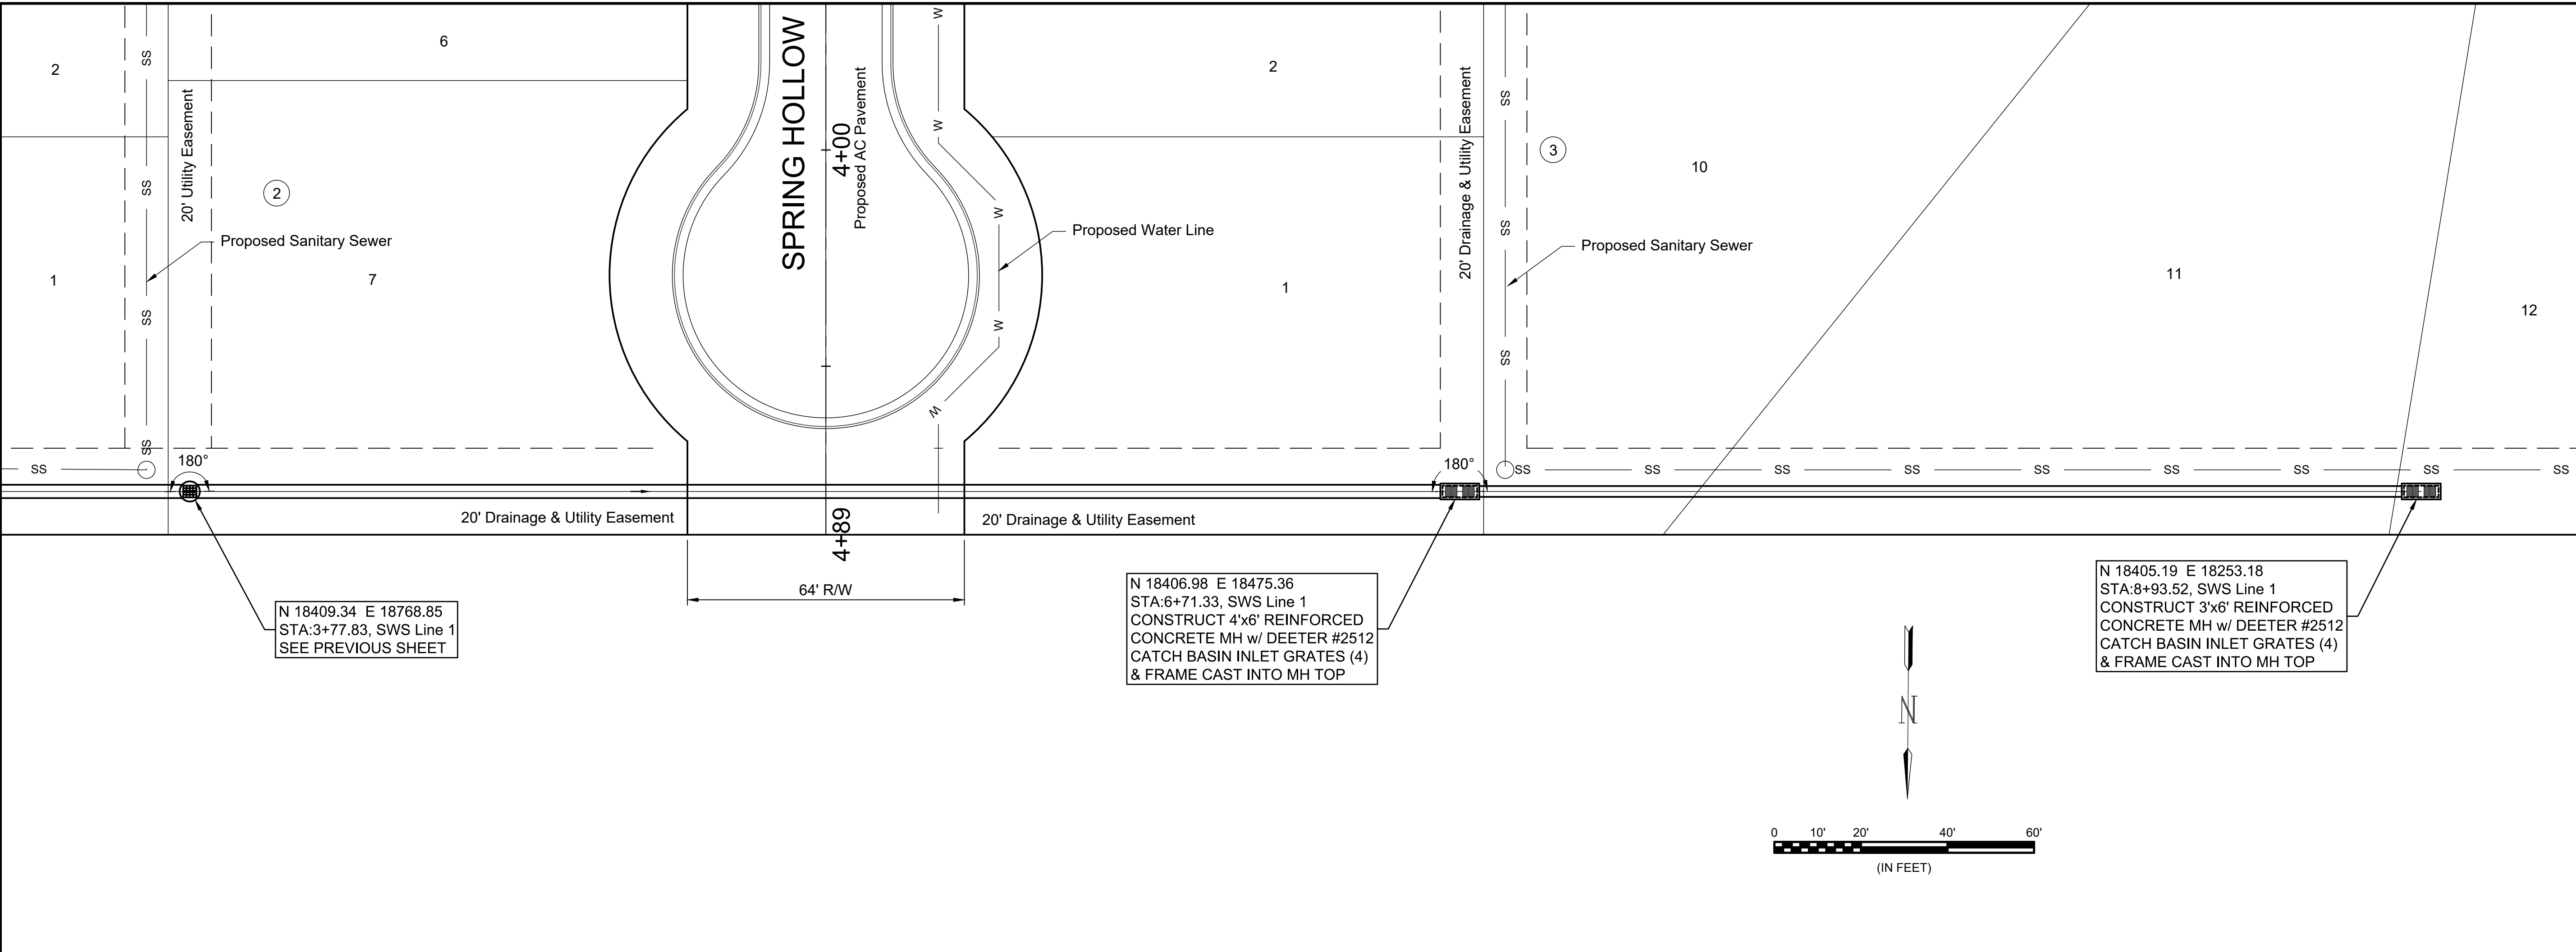 2
SS
6
SPRING HOLLOW
4+00
Proposed AC Pavement
W
W
2
20' Drainage & Utility Easement
SS
3
10
20' Utility Easement
SS
2
Proposed Sanitary Sewer
1
7
SS
SS
W
W
W
Proposed Water Line
1
SS
SS
Proposed Sanitary Sewer
11
12
SS
180°
180°
SS
SS
SS
SS
SS
SS
SS
SS
SS
SS
20' Drainage & Utility Easement
4+89
20' Drainage & Utility Easement
64' R/W
N 18409.34 E 18768.85
STA:3+77.83, SWS Line 1
SEE PREVIOUS SHEET
N 18406.98 E 18475.36
STA:6+71.33, SWS Line 1
CONSTRUCT 4'x6' REINFORCED
CONCRETE MH w/ DEETER #2512
CATCH BASIN INLET GRATES (4)
& FRAME CAST INTO MH TOP
N 18405.19 E 18253.18
STA:8+93.52, SWS Line 1
CONSTRUCT 3'x6' REINFORCED
CONCRETE MH w/ DEETER #2512
CATCH BASIN INLET GRATES (4)
& FRAME CAST INTO MH TOP
N
0 10' 20' 40' 60'
(IN FEET)